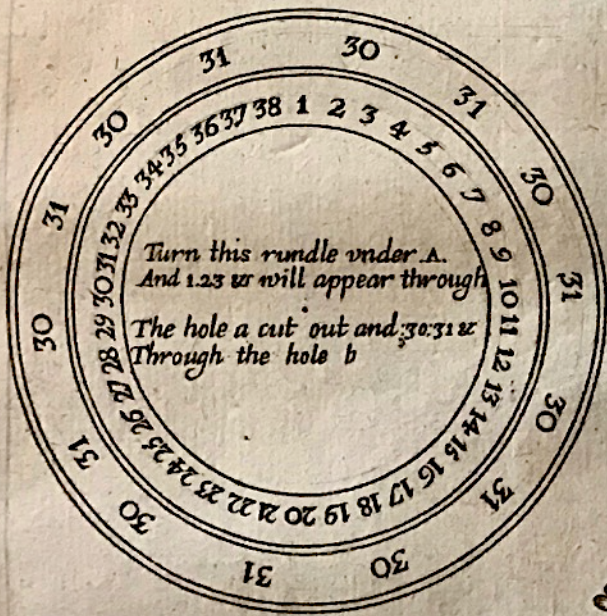 30 31 30 31 30 31 30 31 30 31 30 31 30 31
1 2 3 4 5 6 7 8 9 10 11 12 13 14 15 16 17 18 19 20 21 22 23 24 25 26 27 28 29 30 31 32 33 34 35 36 37 38
Turn this rundle vnder .A.
And 1.23 &c will appear through
The hole a cut out and :30:31 &c
Through the hole b